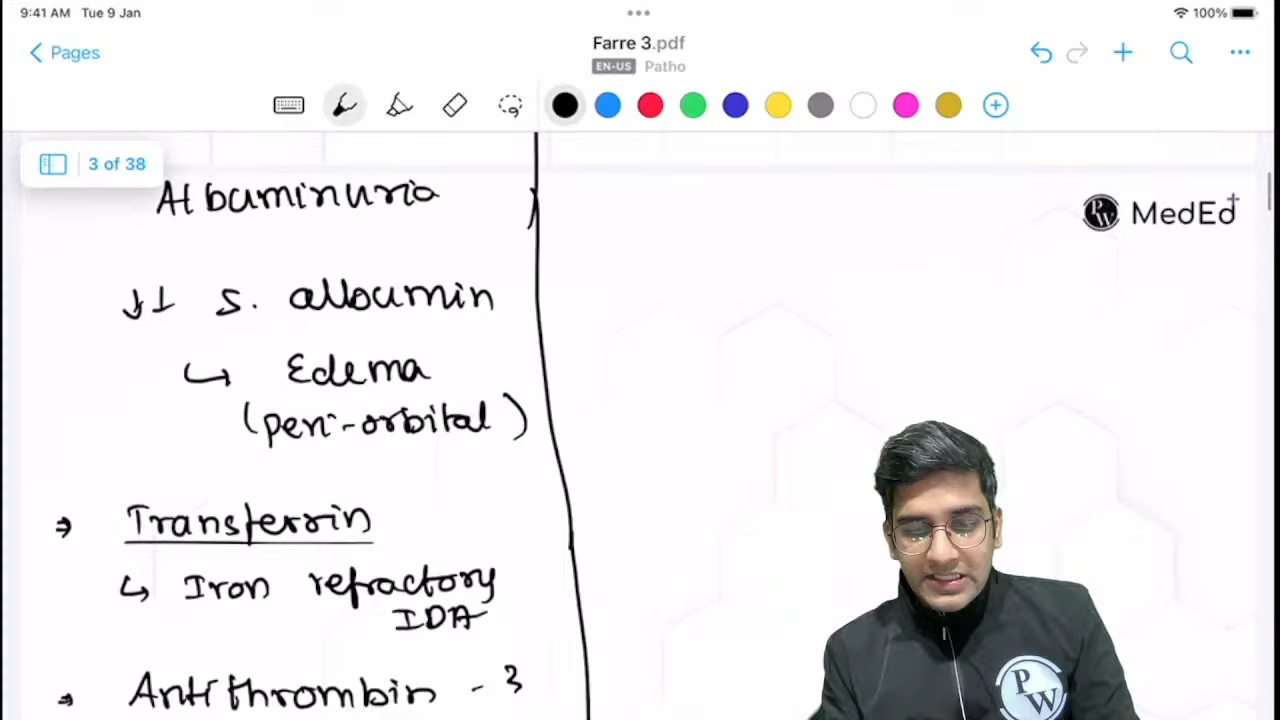 9:41 AM Tue 9 Jan
100%
Pages
Farre 3.pdf
EN-US Patho
3 of 38
Albuminuria
PW MedEd
↓↓ S. albumin
↳ Edema
(peri-orbital)
⇒ Transferrin
↳ Iron refractory
IDA
⇒ Antithrombin - 3
PW